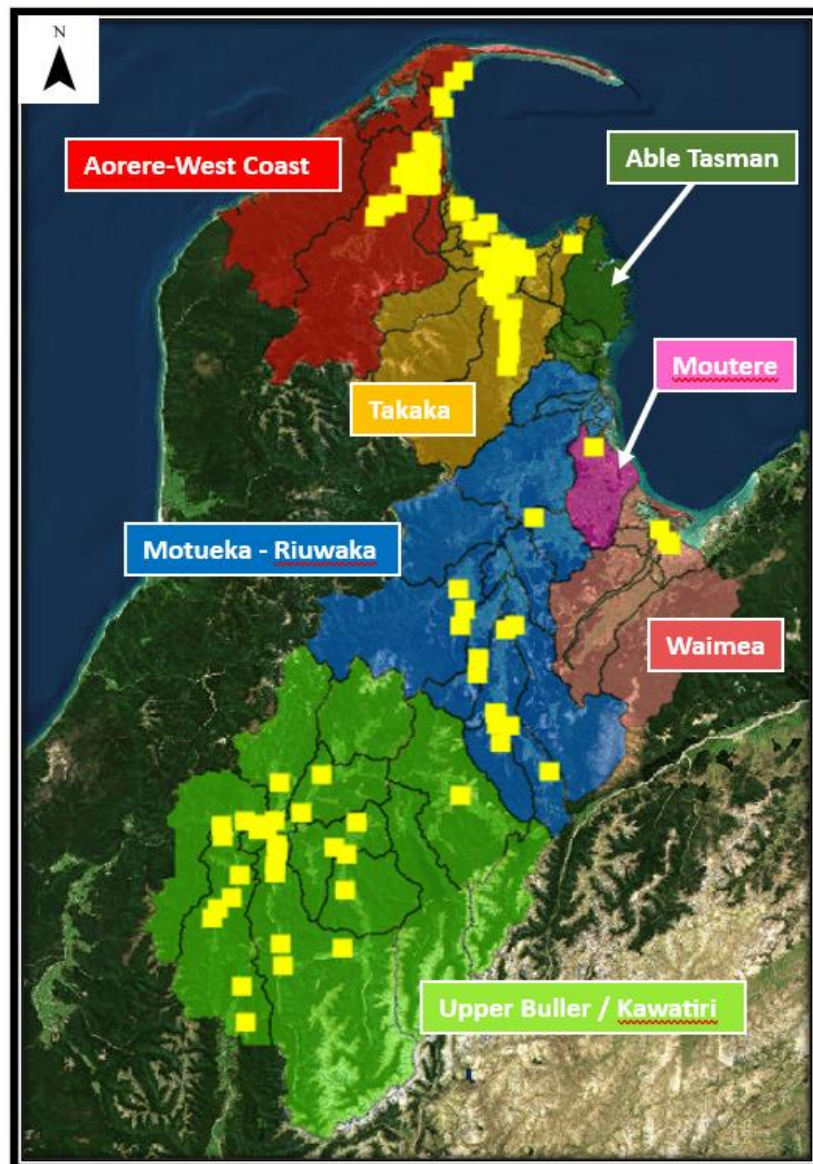 N
Aorere-West Coast
Able Tasman
Moutere
Takaka
Motueka - Riuwaka
Waimea
Upper Buller / Kawatiri